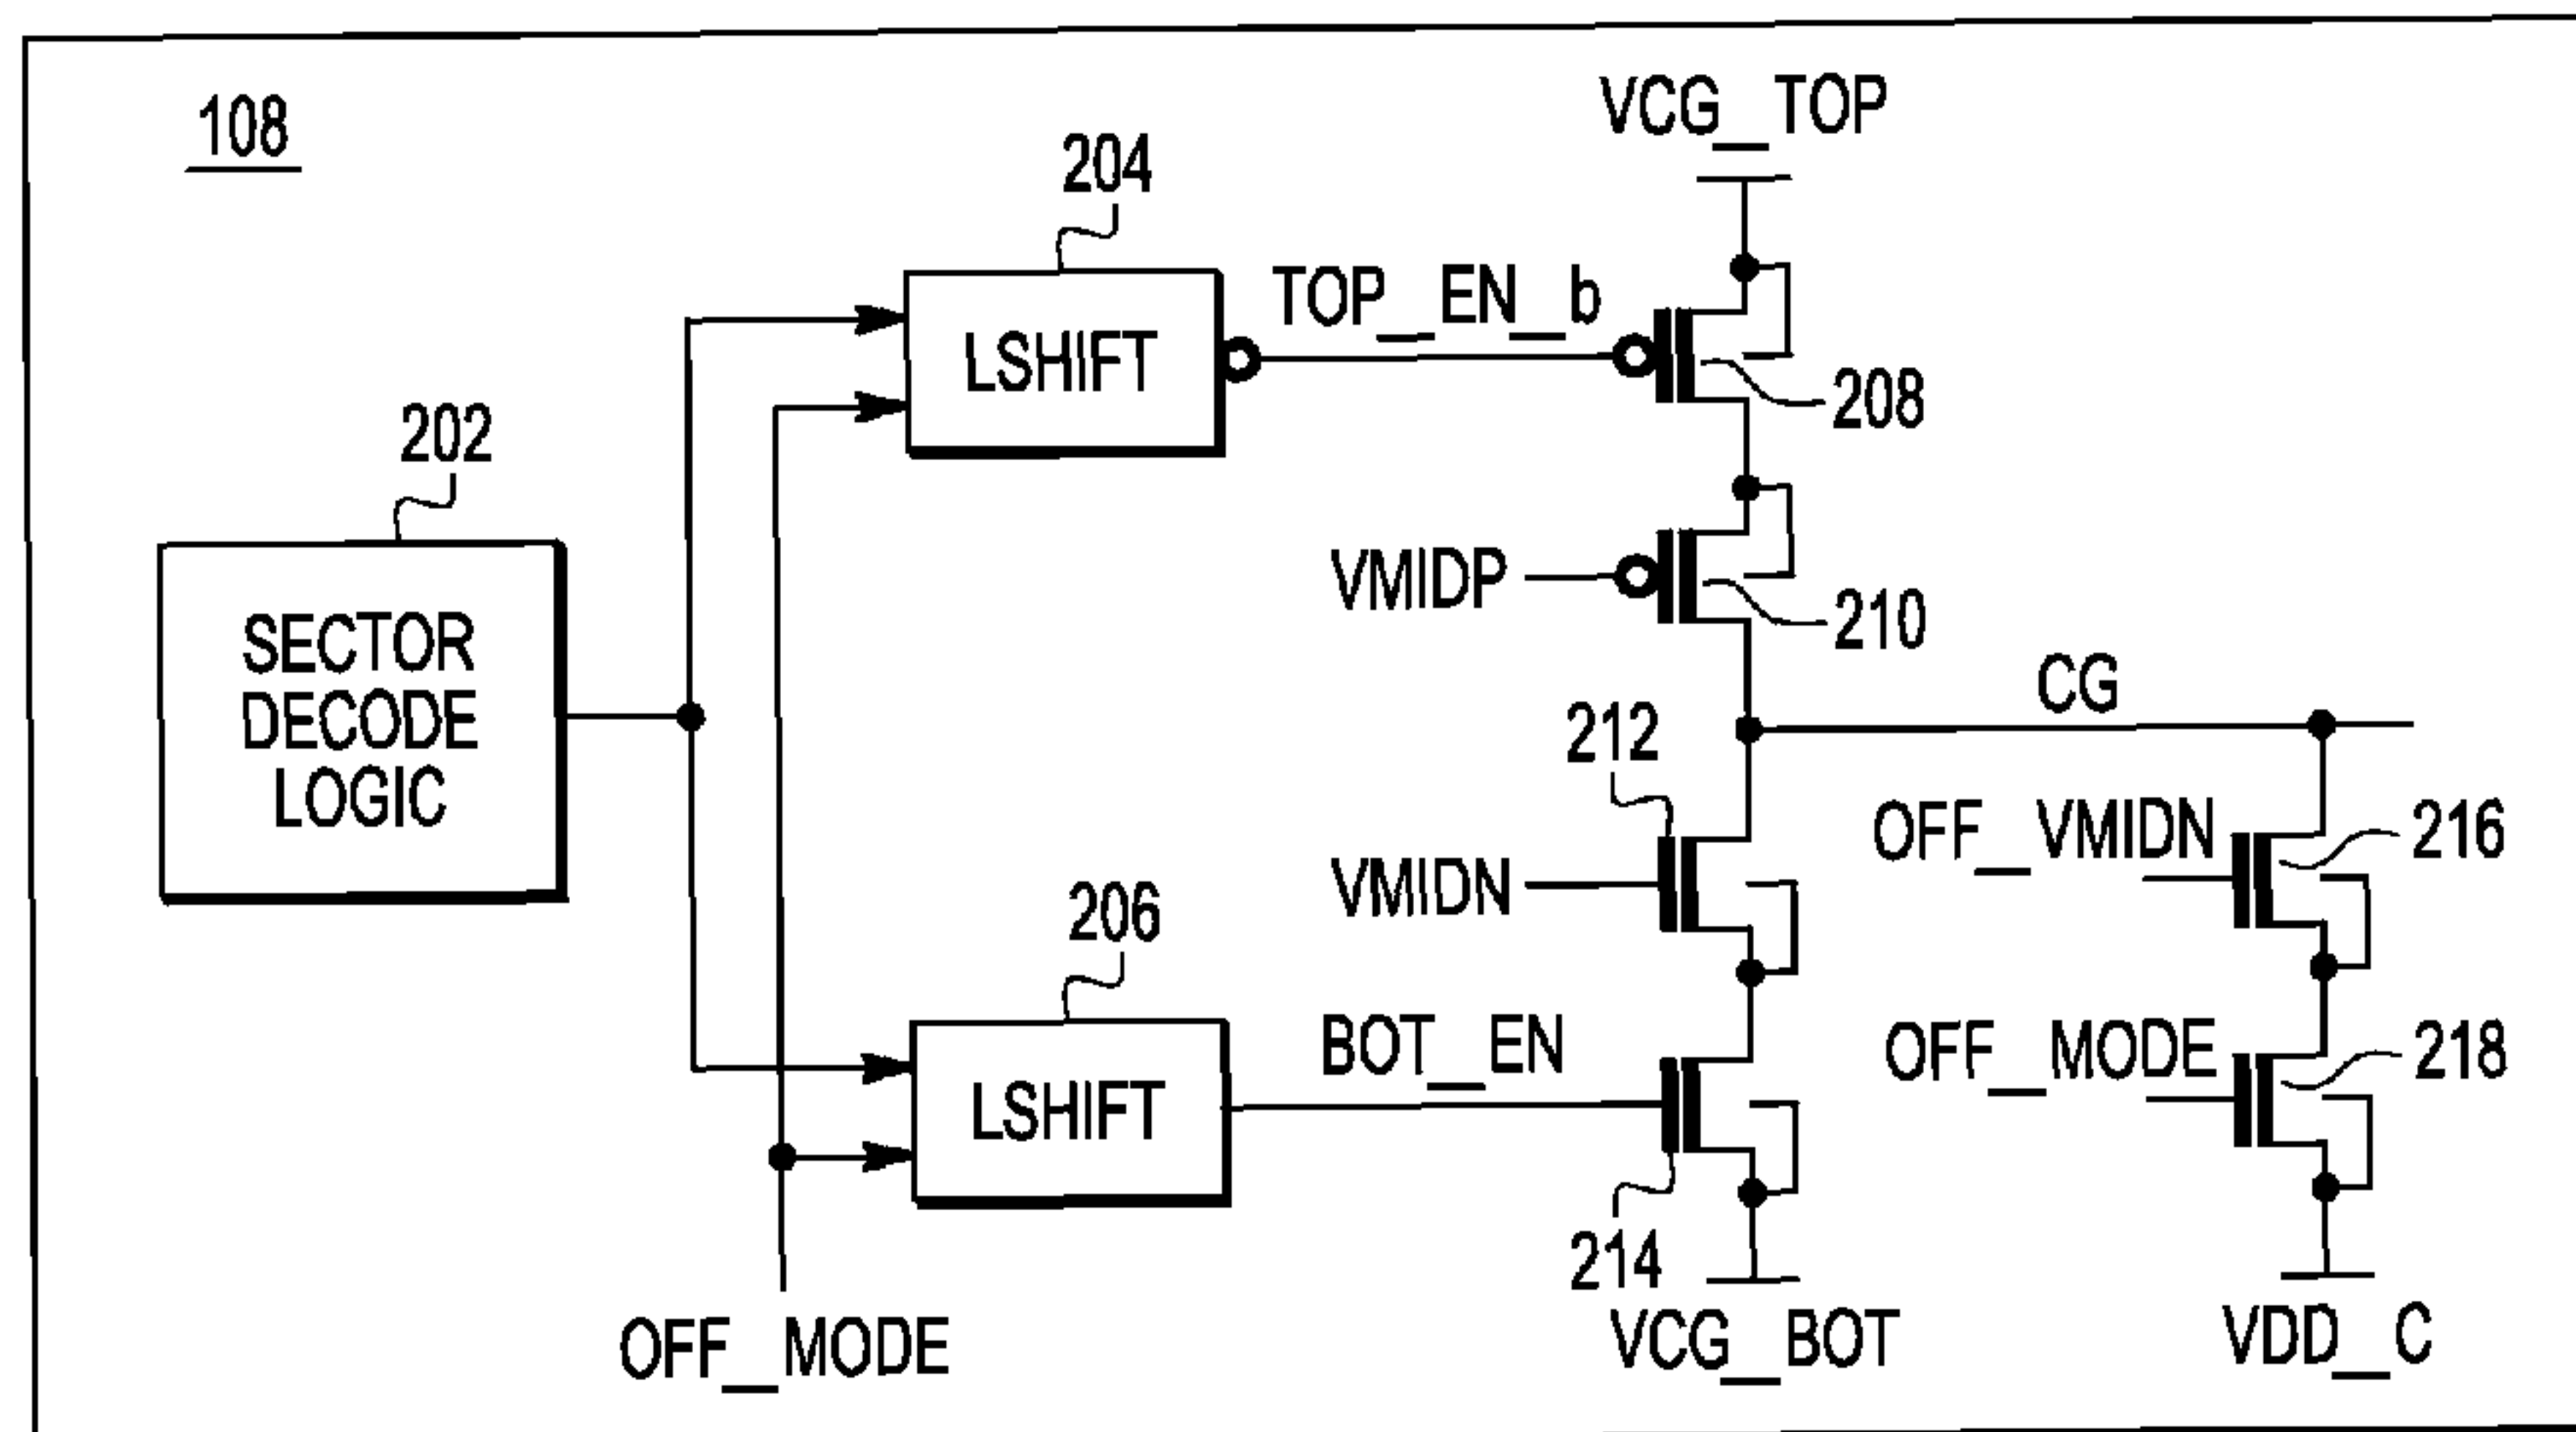 108
VCG_TOP
204
TOP_EN_b
LSHIFT
208
202
VMIDP
210
SECTOR
DECODE
LOGIC
CG
212
OFF_VMIDN
216
VMIDN
206
BOT_EN
OFF_MODE
218
LSHIFT
214
OFF_MODE
VCG_BOT
VDD_C